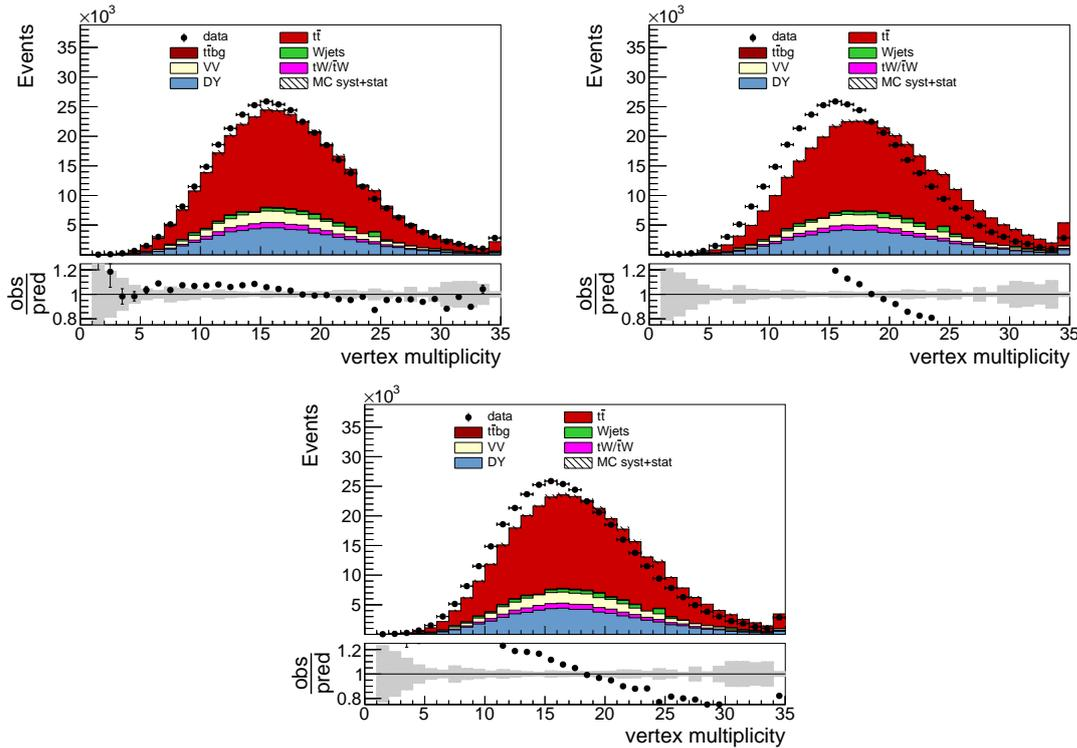 ×10³
Events
35
30
25
20
15
10
5
data
tt̄
tt̄bg
Wjets
VV
tW/t̄W
DY
MC syst+stat
obs
pred
1.2
1
0.8
0 5 10 15 20 25 30 35
vertex multiplicity
×10³
Events
35
30
25
20
15
10
5
data
tt̄
tt̄bg
Wjets
VV
tW/t̄W
DY
MC syst+stat
obs
pred
1.2
1
0.8
0 5 10 15 20 25 30 35
vertex multiplicity
×10³
Events
35
30
25
20
15
10
5
data
tt̄
tt̄bg
Wjets
VV
tW/t̄W
DY
MC syst+stat
obs
pred
1.2
1
0.8
0 5 10 15 20 25 30 35
vertex multiplicity